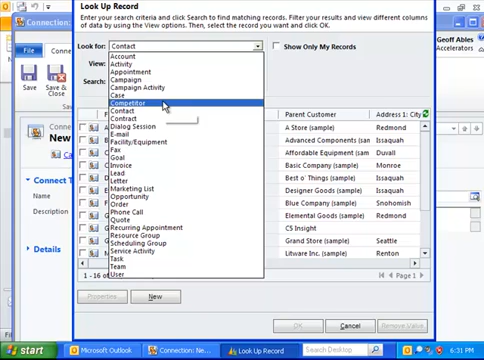 Look Up Record
Enter your search criteria and click Search to find matching records. Filter your results and view different columns
of data by using the View options. Then, select the record you want and click OK.
Connection:
Geoff Ables
Accelerators
File
Look for: Contact
Show Only My Records
View:
Search:
Account
Activity
Appointment
Campaign
Campaign Activity
Case
Competitor
Contact
Contract
Dialog Session
E-mail
Facility/Equipment
Fax
Goal
Invoice
Lead
Letter
Marketing List
Opportunity
Order
Phone Call
Quote
Recurring Appointment
Resource Group
Scheduling Group
Service Activity
Task
Team
User
Save
Save &
Close
New
Connect T
Name
Description
Details
Parent Customer Address 1: City
A Store (sample) Redmond
Advanced Components Issaquah
Affordable Equipment Duvall
Basic Company (sample) Monroe
Best o' Things (sample) Issaquah
Blue Company (sample) Snohomish
Designer Goods (sample) Issaquah
Elemental Goods (sample) Redmond
CS Insight
Grand Store (sample) Seattle
Litware Inc. (sample) Renton
1 - 16
Page 1
Properties
New
OK
Cancel
Remove Value
start
Microsoft Outlook
Connection: Ne...
Look Up Record
Search Desktop
6:31 PM